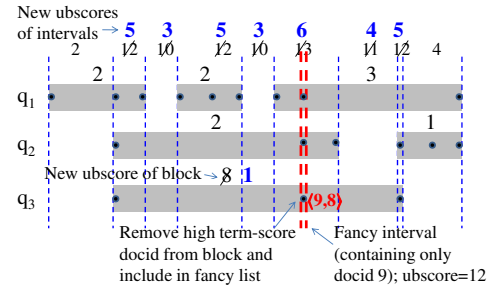 New ubscores
of intervals
5 3 5 3 6 4 5
2 12 10 12 10 13 11 12 4
2 2 3
q1
2 1
q2
New ubscore of block 8 1
q3 ⟨9,8⟩
Remove high term-score
docid from block and
include in fancy list
Fancy interval
(containing only
docid 9); ubscore=12